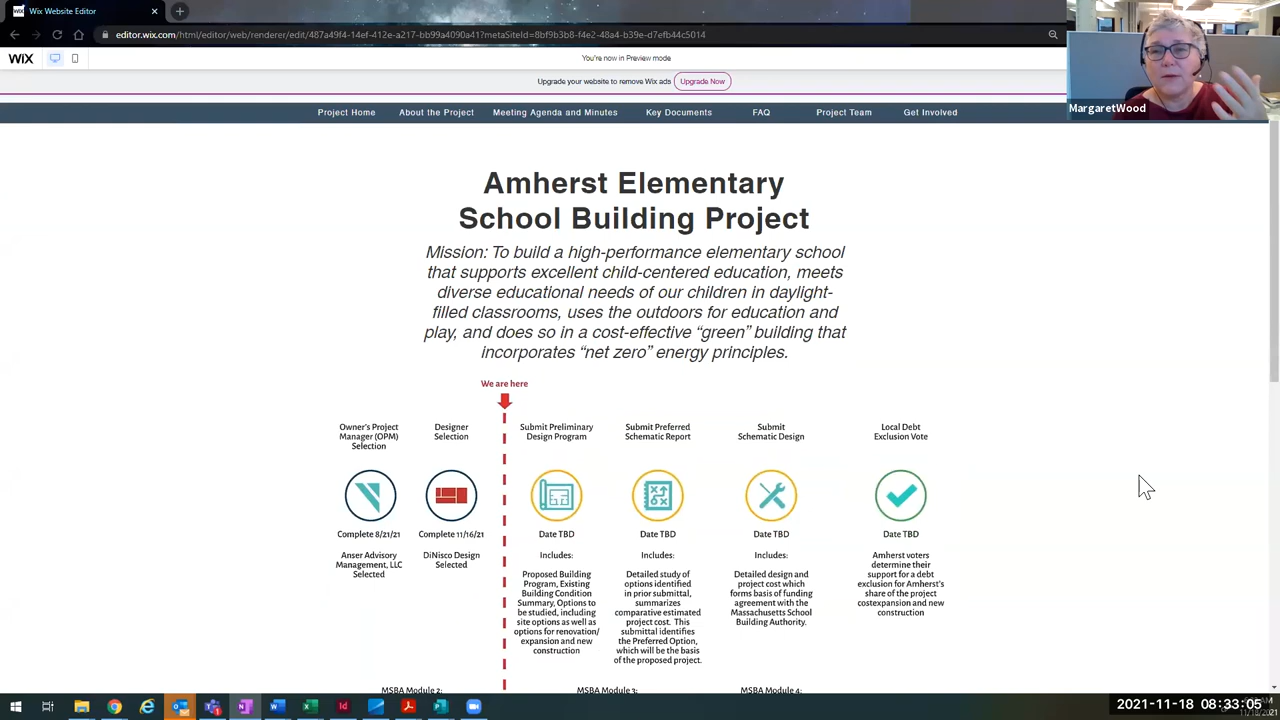 Wix Website Editor
editor.wix.com/html/editor/web/renderer/edit/487a49f4-14ef-412e-a217-bb99a4090a41?metaSiteId=8bf9b3b8-f4e2-48a4-b39e-d7efb44c5014
WiX
You're now in Preview mode
Upgrade your website to remove Wix ads Upgrade Now
MargaretWood
Project Home About the Project Meeting Agenda and Minutes Key Documents FAQ Project Team Get Involved
Amherst Elementary
School Building Project
Mission: To build a high-performance elementary school
that supports excellent child-centered education, meets
diverse educational needs of our children in daylight-
filled classrooms, uses the outdoors for education and
play, and does so in a cost-effective “green” building that
incorporates “net zero” energy principles.
We are here
Owner's Project
Manager (OPM)
Selection
Complete 8/21/21
Anser Advisory
Management, LLC
Selected
Designer
Selection
Complete 11/16/21
DiNisco Design
Selected
Submit Preliminary
Design Program
Date TBD
Includes:
Proposed Building
Program, Existing
Building Condition
Summary, Options to
be studied, including
site options as well as
options for renovation/
expansion and new
construction
Submit Preferred
Schematic Report
Date TBD
Includes:
Detailed study of
options identified
in prior submittal,
summarizes
comparative estimated
project cost. This
submittal identifies
the Preferred Option,
which will be the basis
of the proposed project.
Submit
Schematic Design
Date TBD
Includes:
Detailed design and
project cost which
forms basis of funding
agreement with the
Massachusetts School
Building Authority.
Local Debt
Exclusion Vote
Date TBD
Amherst voters
determine their
support for a debt
exclusion for Amherst's
share of the project
costexpansion and new
construction
MSBA Module 2: MSBA Module 3: MSBA Module 4:
2021-11-18 08:33:05